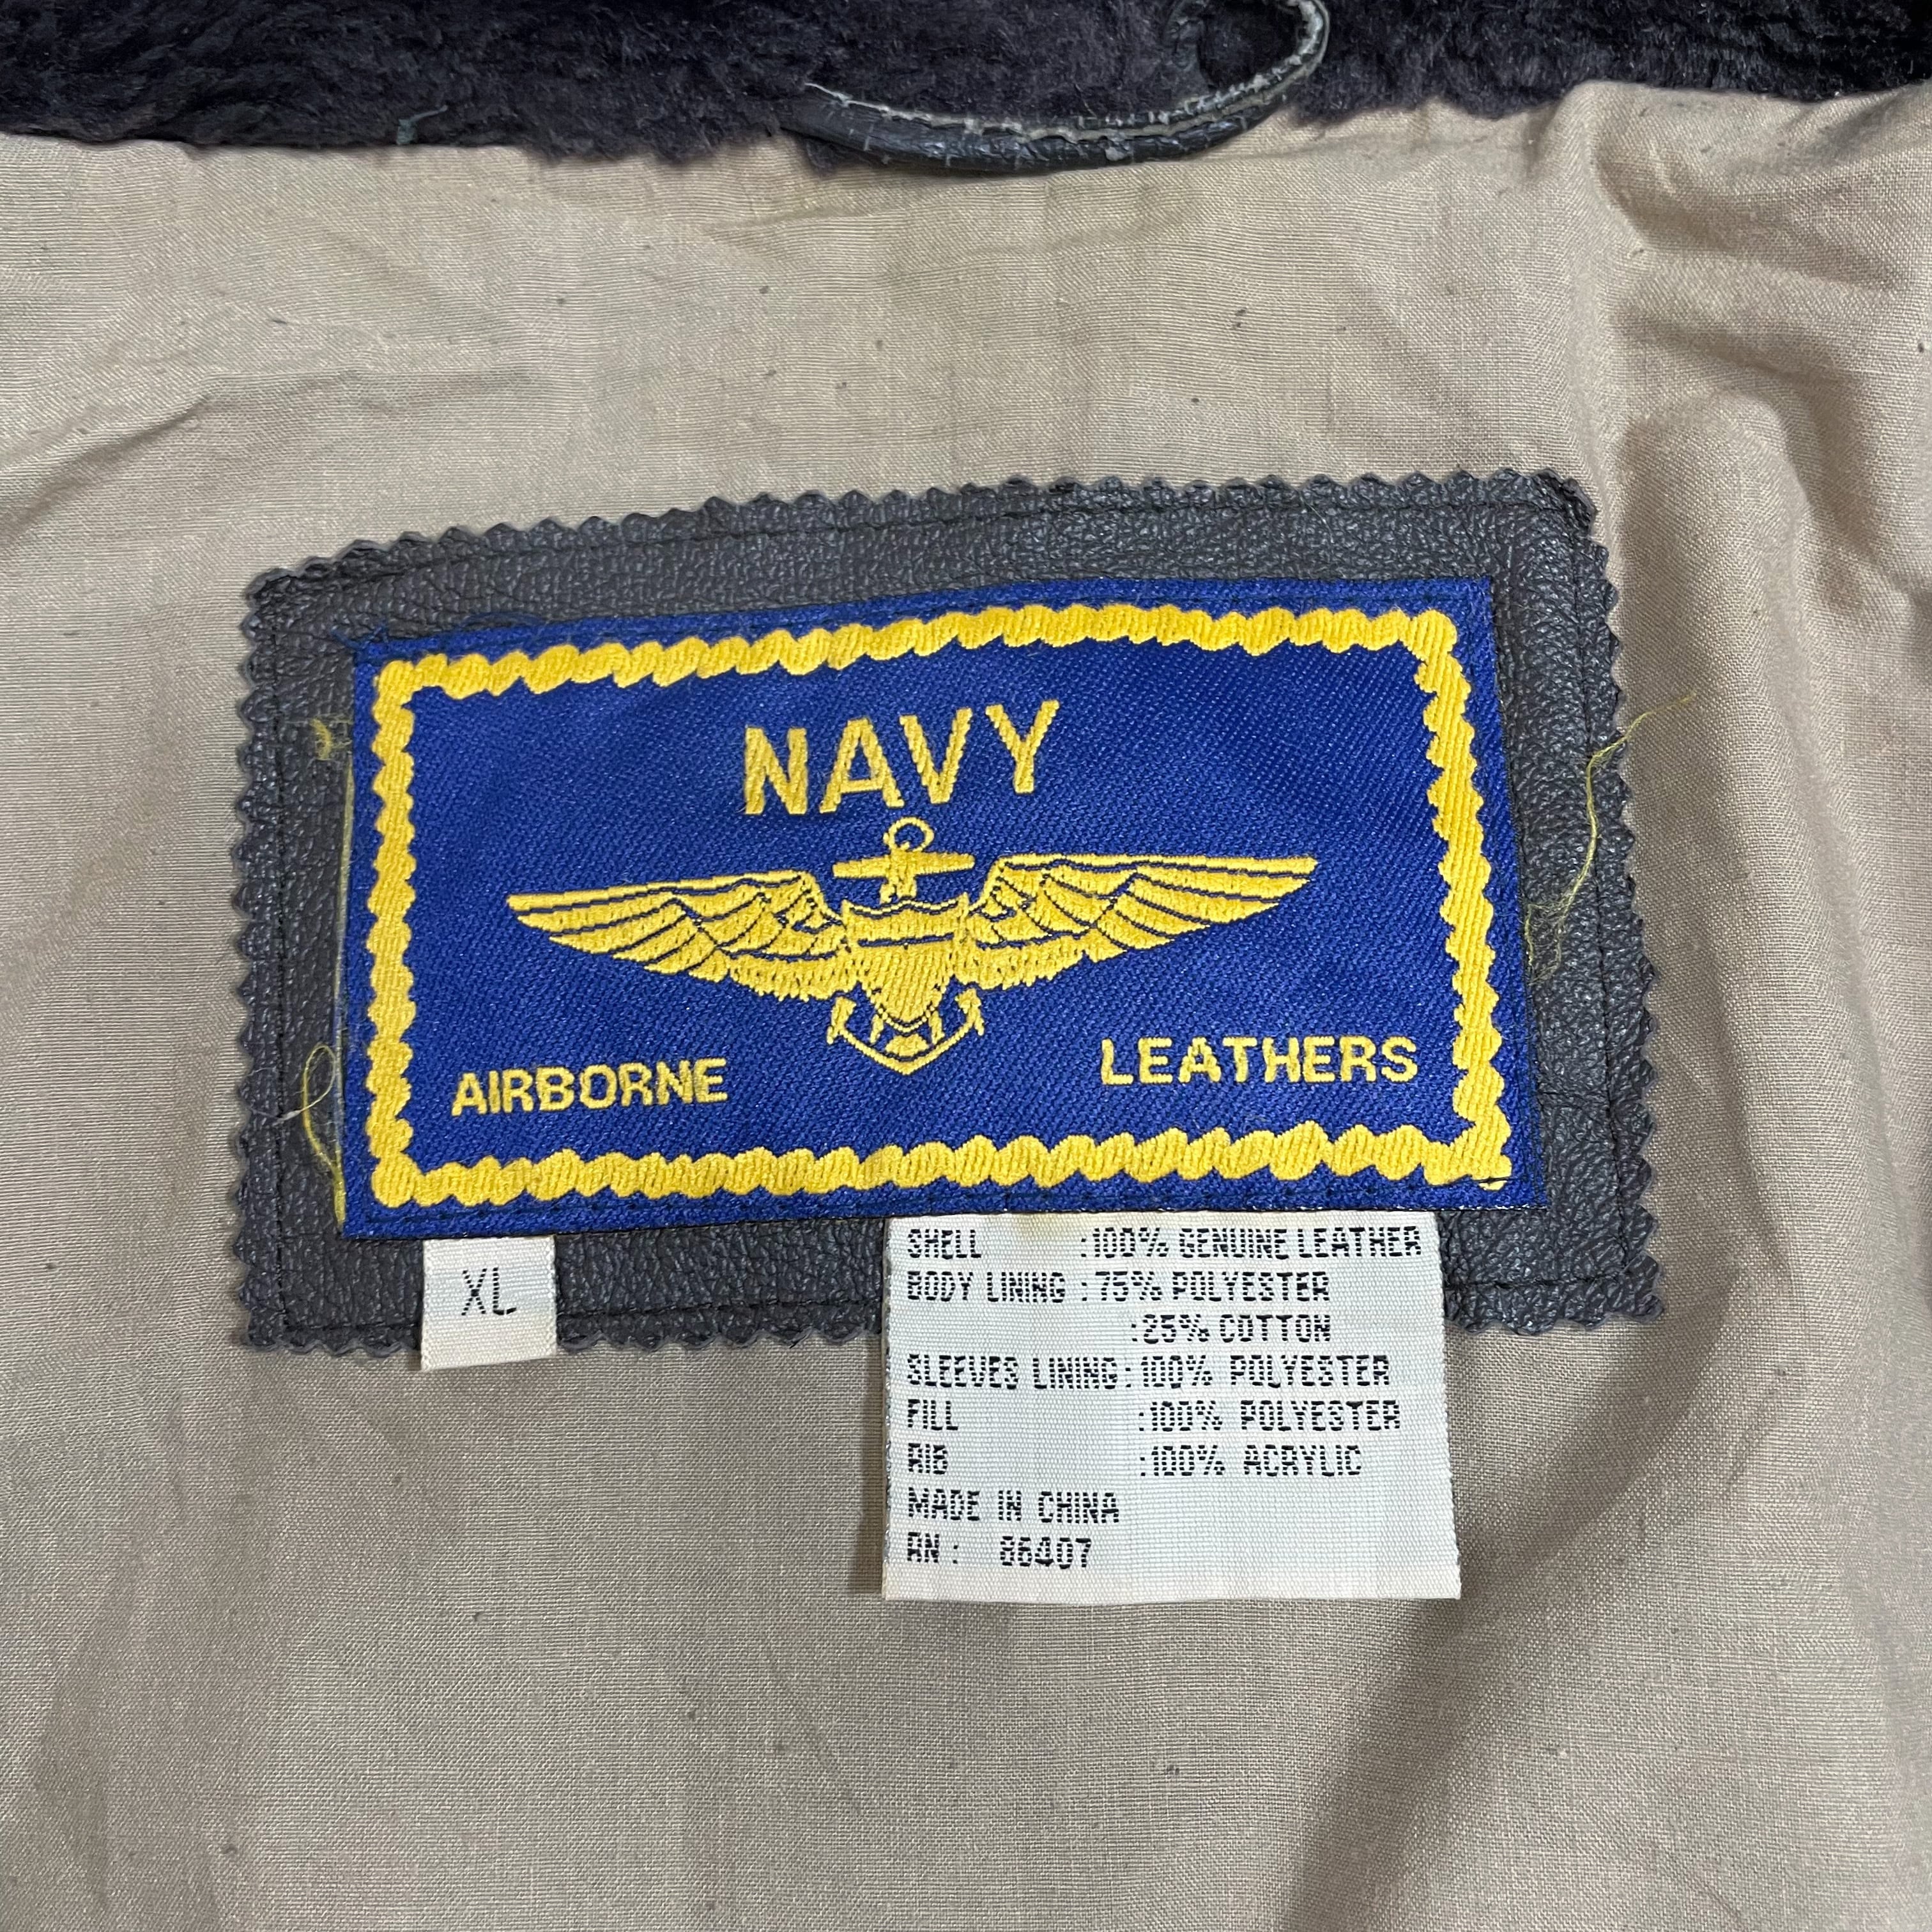 NAVY
AIRBORNE LEATHERS
XL
SHELL :100% GENUINE LEATHER
BODY LINING :75% POLYESTER
:25% COTTON
SLEEVES LINING:100% POLYESTER
FILL :100% POLYESTER
RIB :100% ACRYLIC
MADE IN CHINA
RN: 86407